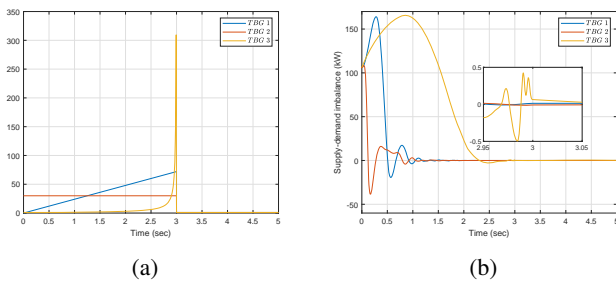 350
300
250
200
150
100
50
0
0 0.5 1 1.5 2 2.5 3 3.5 4 4.5 5
Time (sec)
TBG 1
TBG 2
TBG 3
(a)
Supply-demand imbalance (kW)
150
100
50
0
-50
0 0.5 1 1.5 2 2.5 3 3.5 4 4.5 5
Time (sec)
TBG 1
TBG 2
TBG 3
0.5
0
-0.5
2.95 3 3.05
(b)